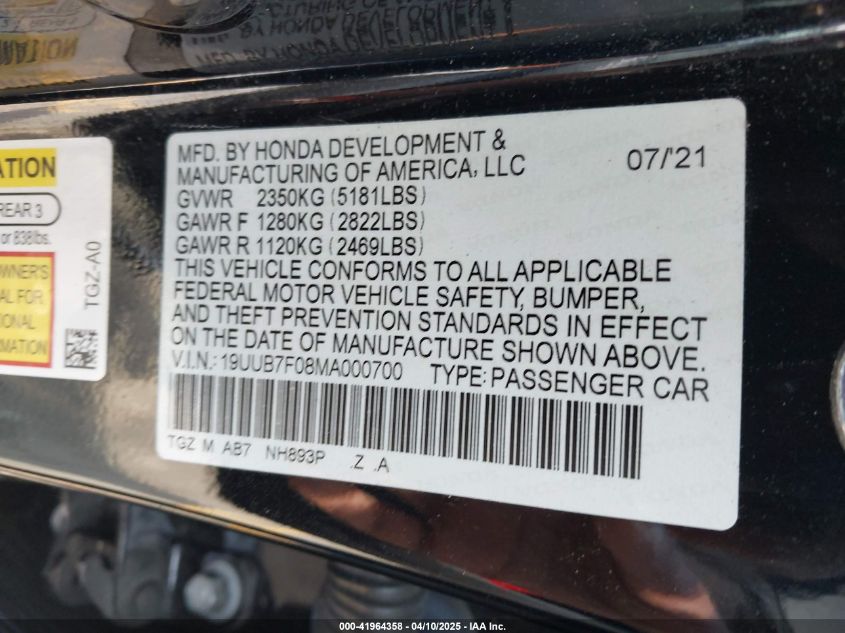 MFD. BY HONDA DEVELOPMENT &
MANUFACTURING OF AMERICA, LLC 07/'21
GVWR 2350KG (5181LBS)
GAWR F 1280KG (2822LBS)
GAWR R 1120KG (2469LBS)
THIS VEHICLE CONFORMS TO ALL APPLICABLE
FEDERAL MOTOR VEHICLE SAFETY, BUMPER,
AND THEFT PREVENTION STANDARDS IN EFFECT
ON THE DATE OF MANUFACTURE SHOWN ABOVE.
V.I.N.: 19UUB7F08MA000700 TYPE: PASSENGER CAR
TGZ M AB7 NH893P .Z .A
REAR 3
or 838lbs.
TGZ-A0
000-41964358 - 04/10/2025 - IAA Inc.